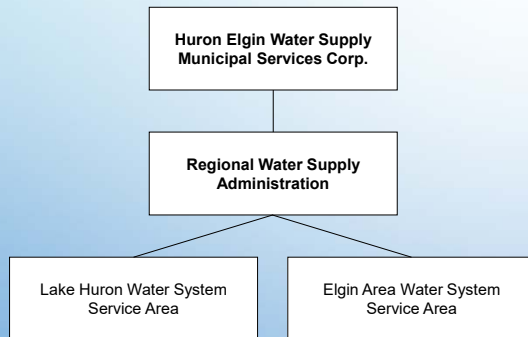 Huron Elgin Water Supply
Municipal Services Corp.
Regional Water Supply
Administration
Lake Huron Water System
Service Area
Elgin Area Water System
Service Area